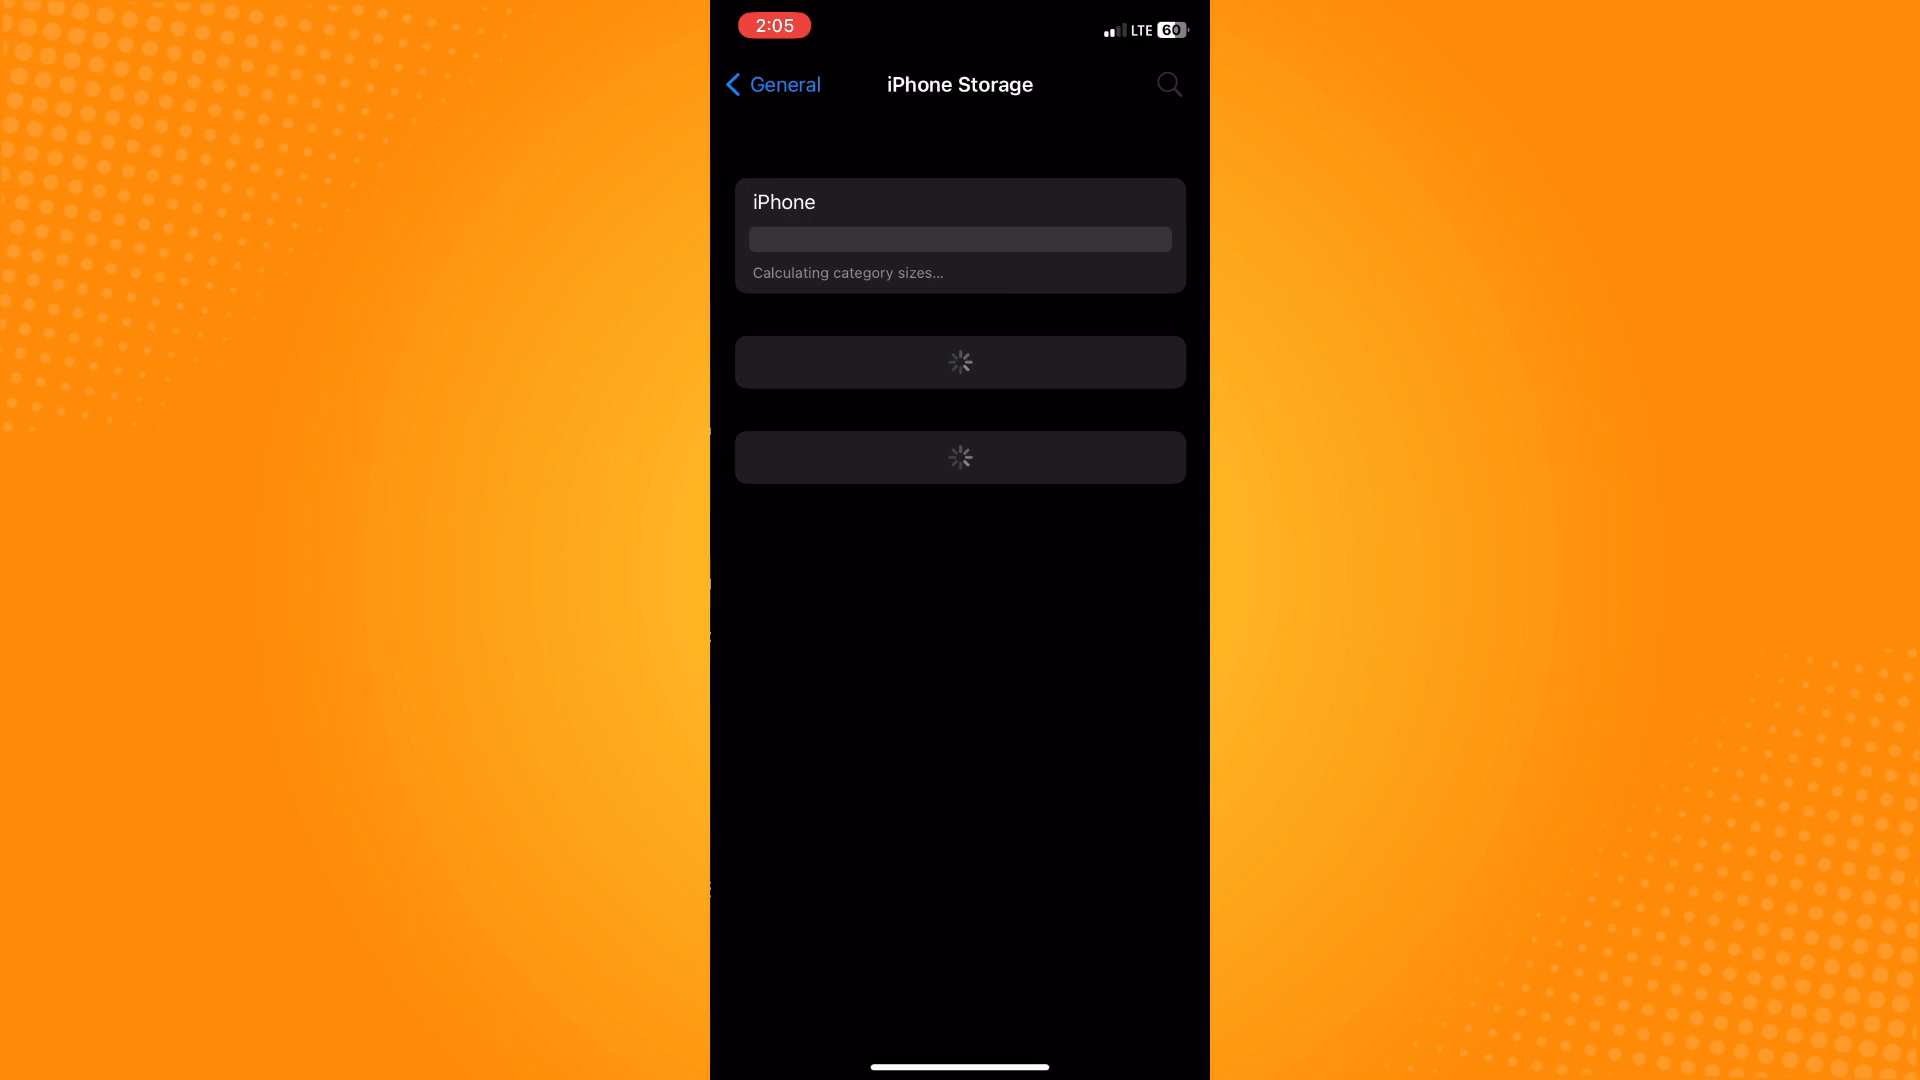 2:05
LTE 60
General
iPhone Storage
iPhone
Calculating category sizes...